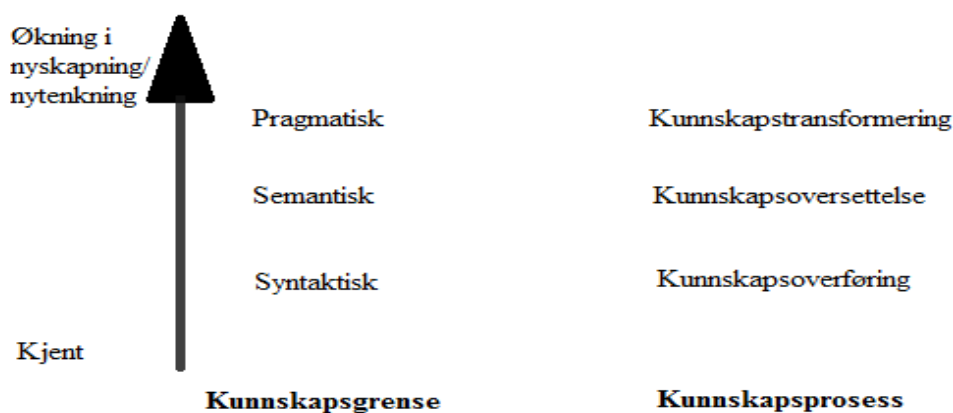 Økning i
nyskapning/
nytenkning
Pragmatisk
Kunnskapstransformering
Semantisk
Kunnskapsoversettelse
Syntaktisk
Kunnskapsoverføring
Kjent
Kunnskapsgrense
Kunnskapsprosess